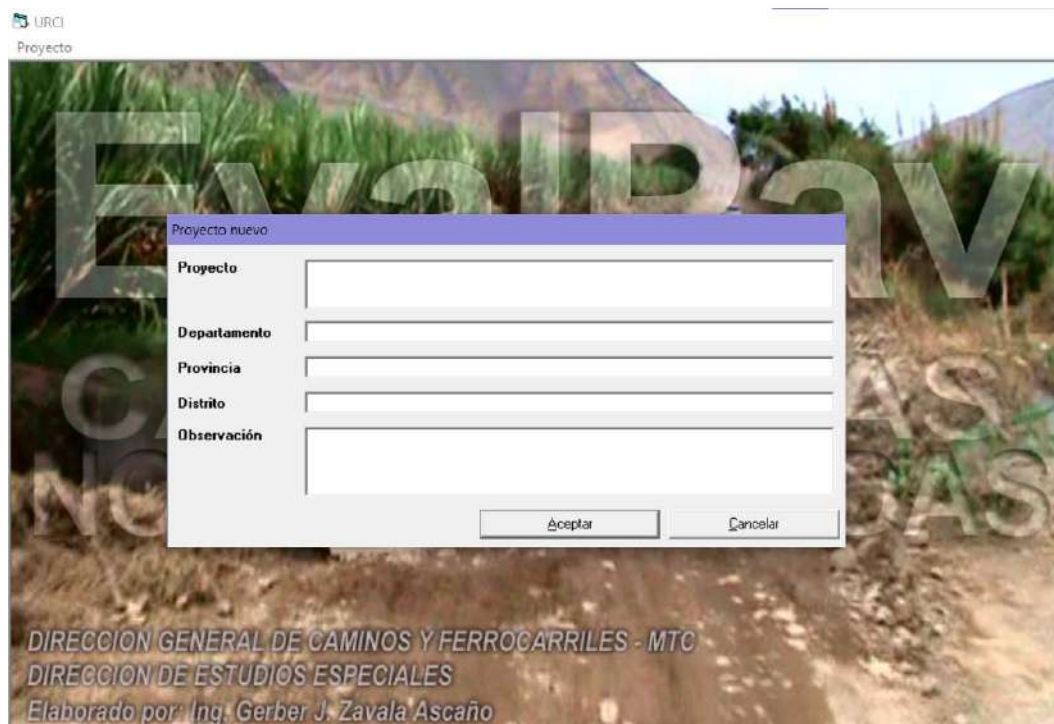 URCI
Proyecto
EvalPav
Proyecto nuevo
Proyecto
Departamento
Provincia
Distrito
Observación
Aceptar
Cancelar
DIRECCION GENERAL DE CAMINOS Y FERROCARRILES - MTC
DIRECCION DE ESTUDIOS ESPECIALES
Elaborado por: Ing. Gerber J. Zavala Ascaño